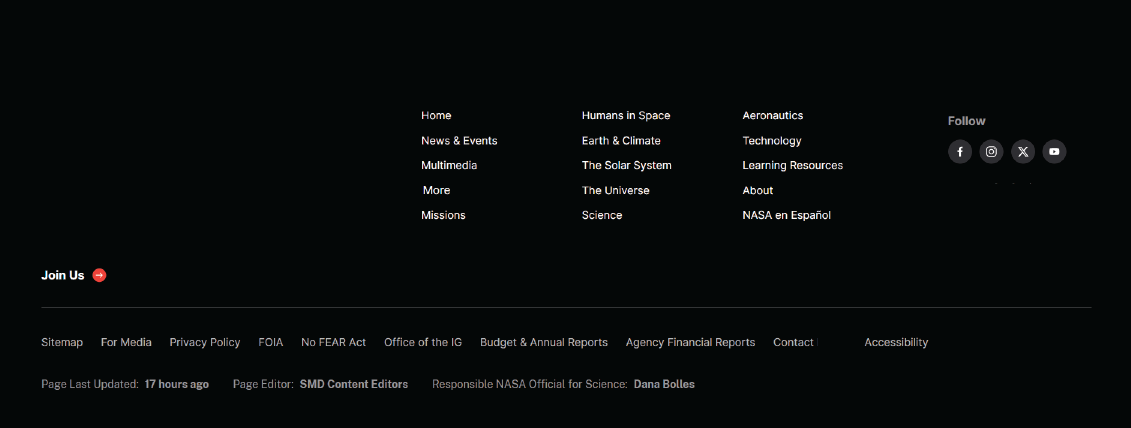 Home
News & Events
Multimedia
More
Missions
Humans in Space
Earth & Climate
The Solar System
The Universe
Science
Aeronautics
Technology
Learning Resources
About
NASA en Español
Follow
Join Us
Sitemap For Media Privacy Policy FOIA No FEAR Act Office of the IG Budget & Annual Reports Agency Financial Reports Contact Accessibility
Page Last Updated: 17 hours ago Page Editor: SMD Content Editors Responsible NASA Official for Science: Dana Bolles